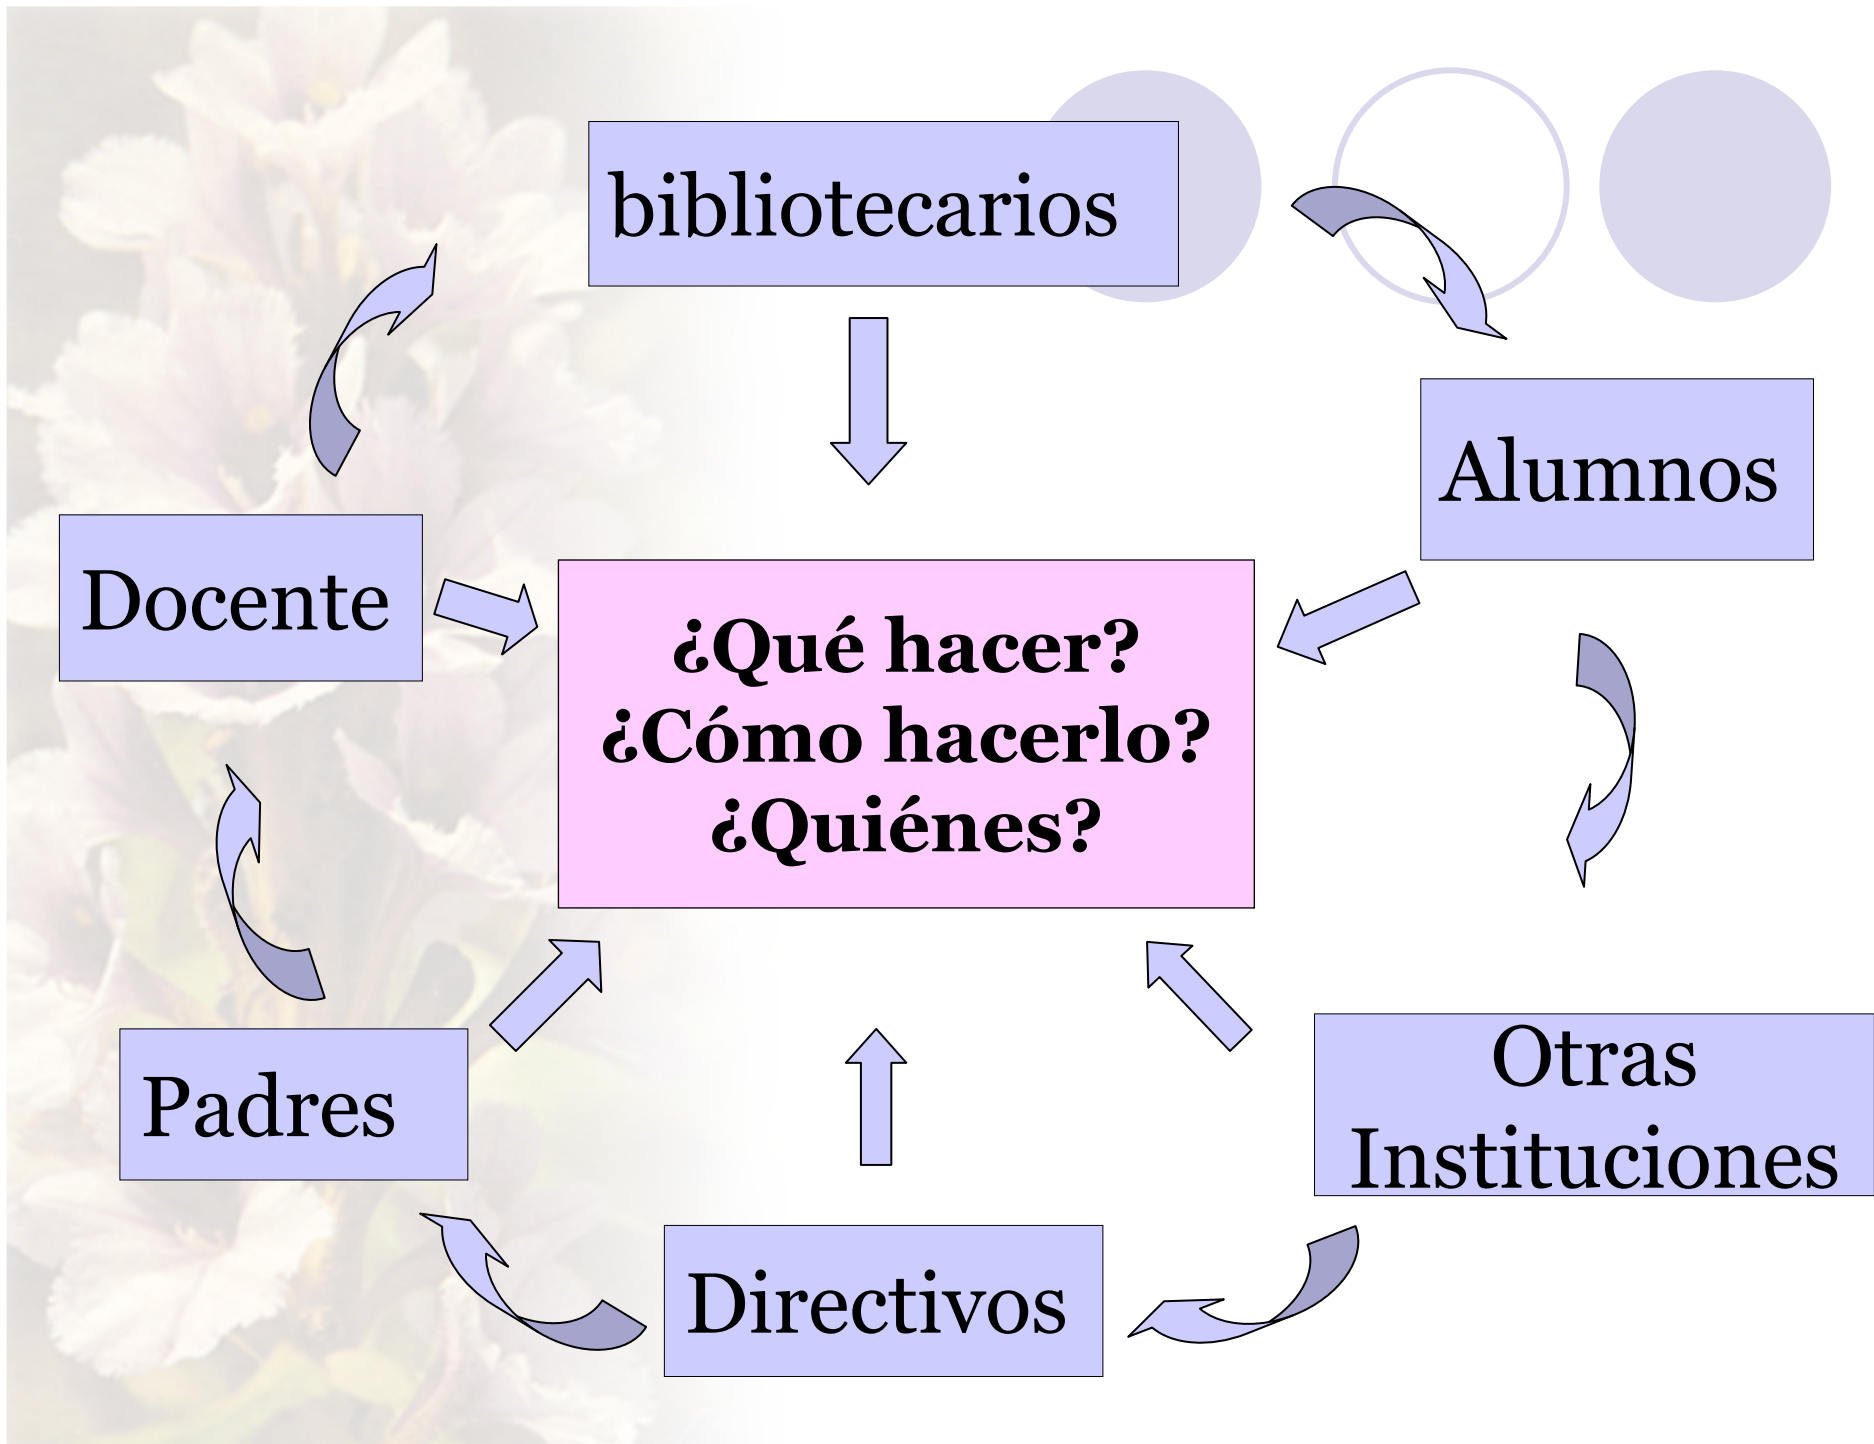 bibliotecarios
Alumnos
Docente
¿Qué hacer?
¿Cómo hacerlo?
¿Quiénes?
Padres
Otras
Instituciones
Directivos